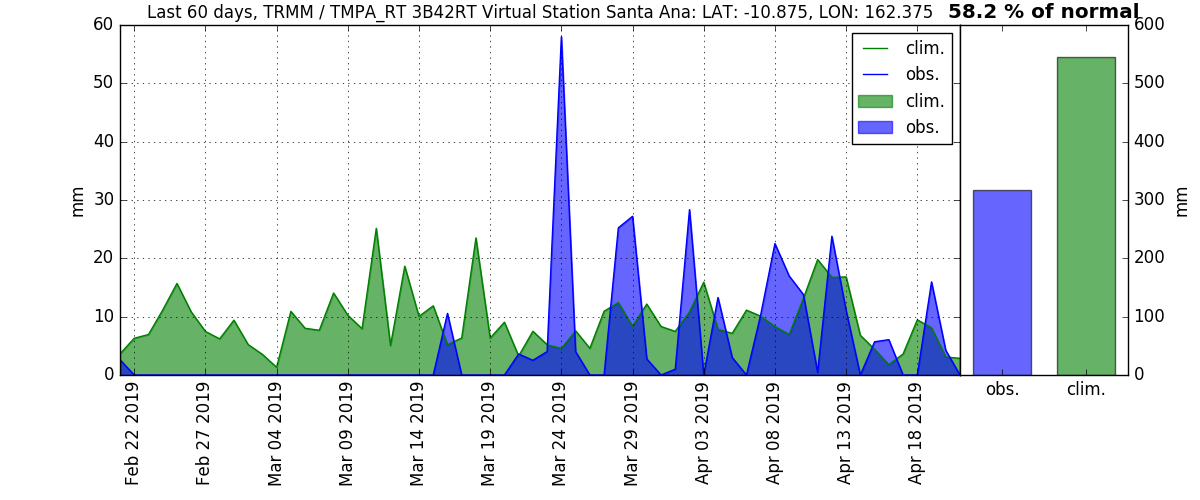 Last 60 days, TRMM / TMPA_RT 3B42RT Virtual Station Santa Ana: LAT: -10.875, LON: 162.375
58.2 % of normal
60
50
40
30
20
10
0
mm
clim.
obs.
clim.
obs.
Feb 22 2019
Feb 27 2019
Mar 04 2019
Mar 09 2019
Mar 14 2019
Mar 19 2019
Mar 24 2019
Mar 29 2019
Apr 03 2019
Apr 08 2019
Apr 13 2019
Apr 18 2019
600
500
400
300
200
100
0
mm
obs.
clim.